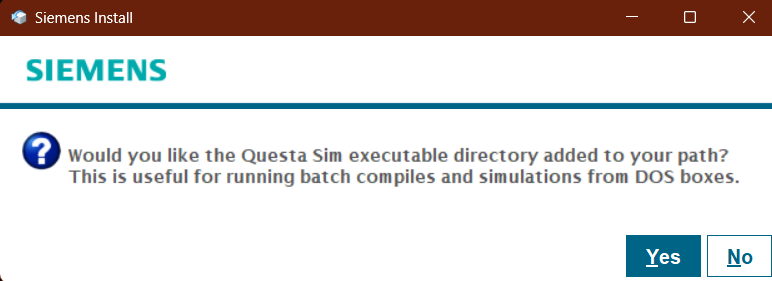 Siemens Install
SIEMENS
Would you like the Questa Sim executable directory added to your path?
This is useful for running batch compiles and simulations from DOS boxes.
Yes No